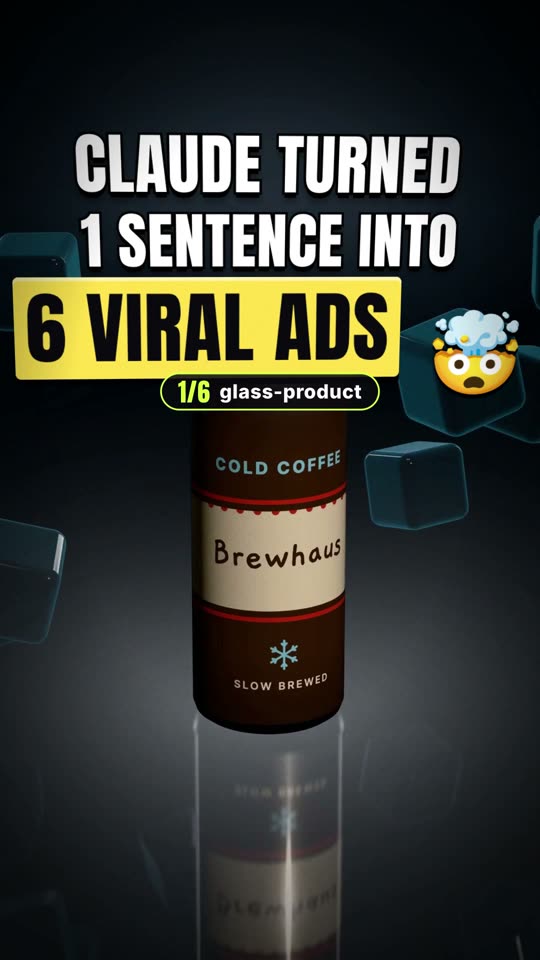 CLAUDE TURNED
1 SENTENCE INTO
6 VIRAL ADS
1/6 glass-product
COLD COFFEE
Brewhaus
SLOW BREWED